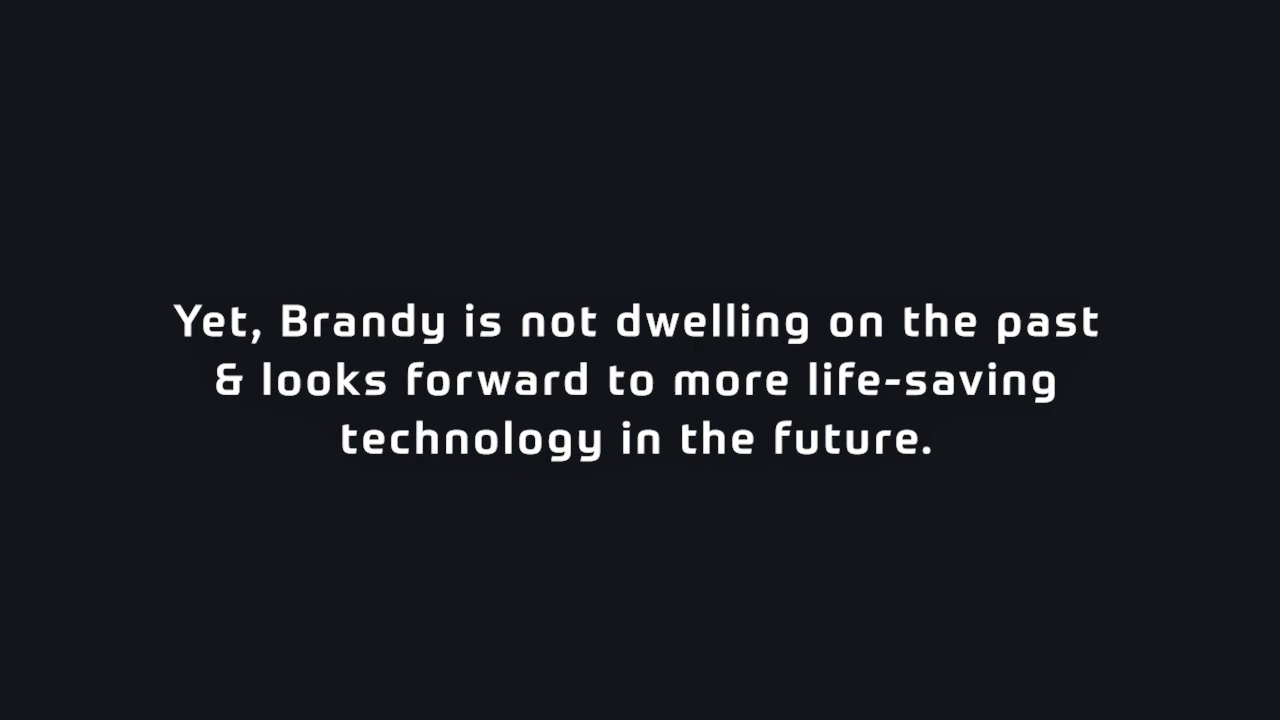 Yet, Brandy is not dwelling on the past
& looks forward to more life-saving
technology in the future.